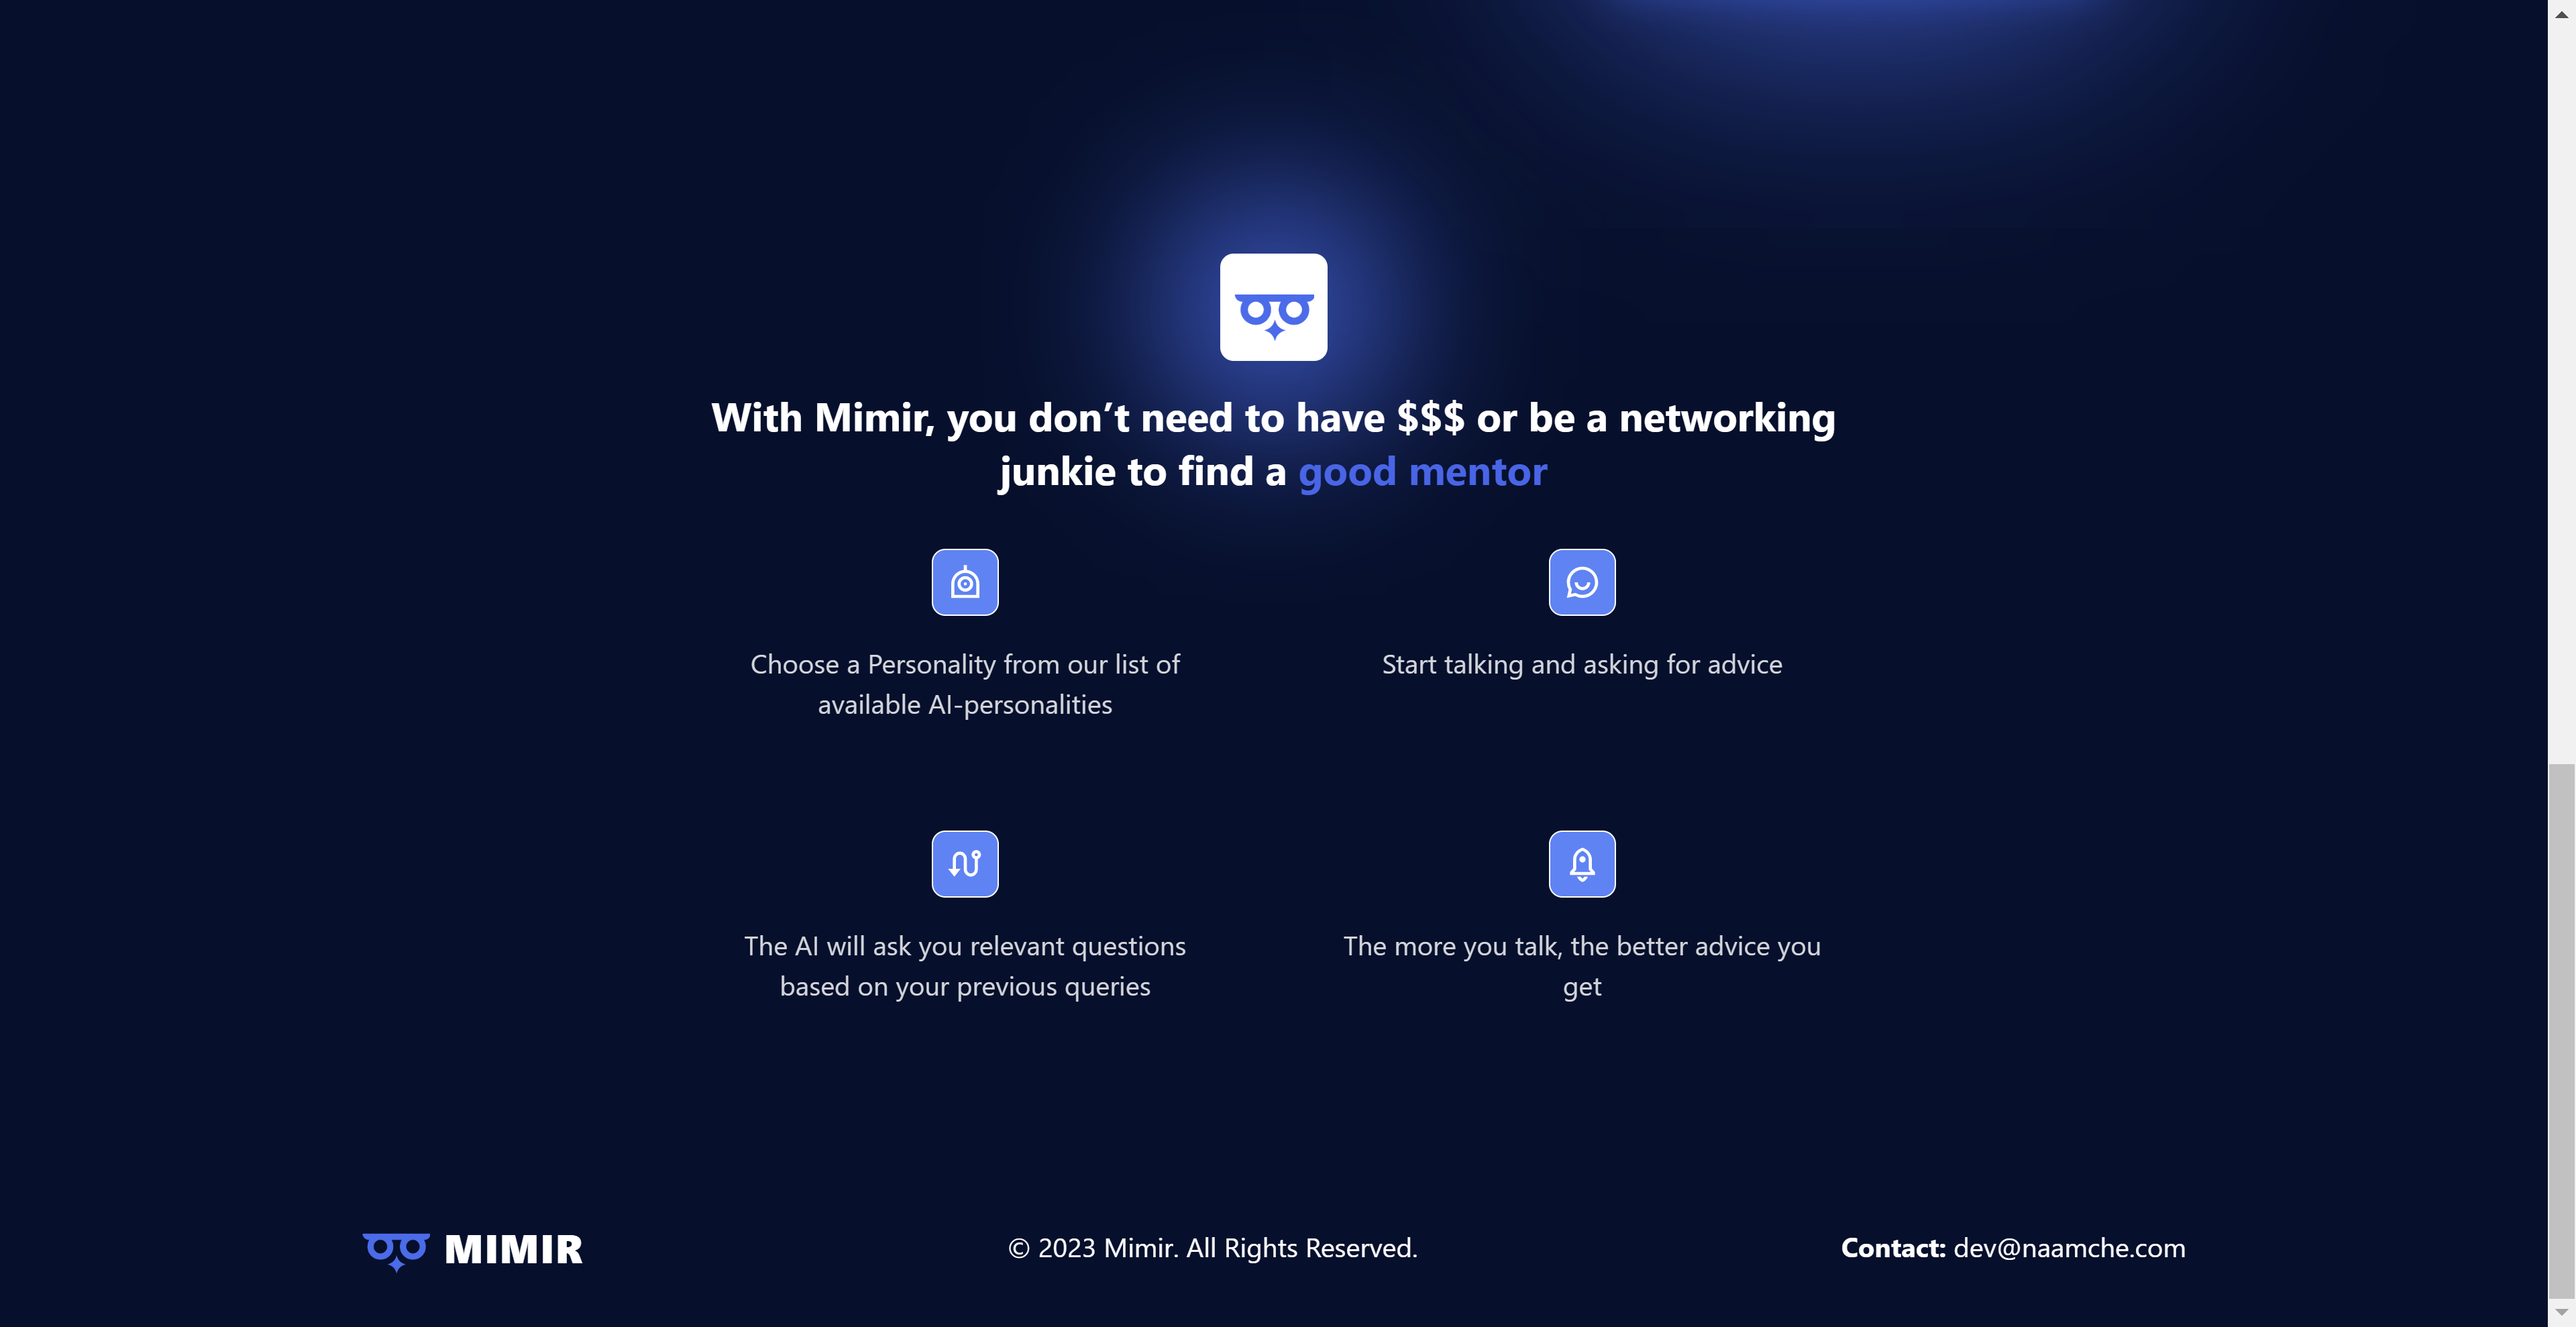 With Mimir, you don’t need to have $$$ or be a networking
junkie to find a good mentor
Choose a Personality from our list of
available AI-personalities
Start talking and asking for advice
The AI will ask you relevant questions
based on your previous queries
The more you talk, the better advice you
get
MIMIR
© 2023 Mimir. All Rights Reserved.
Contact: dev@naamche.com